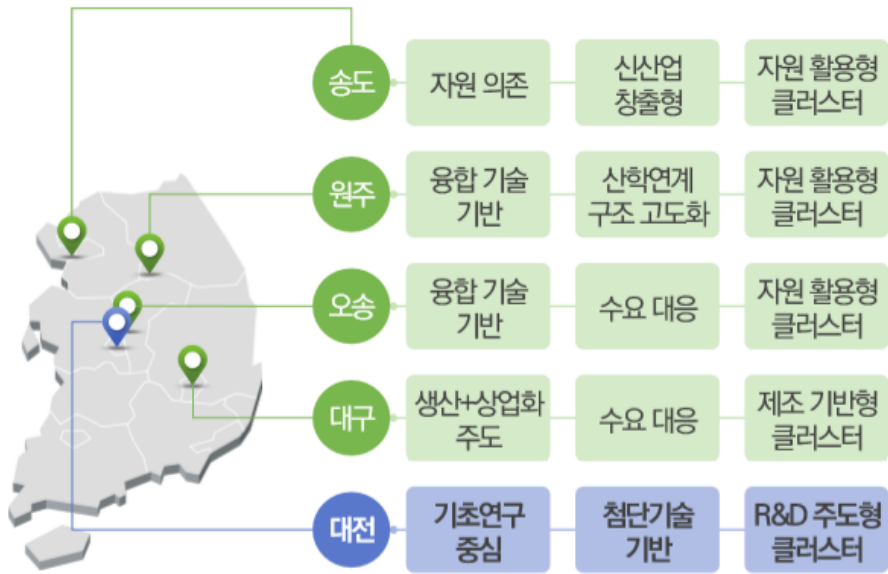 송도
자원 의존
신산업
창출형
자원 활용형
클러스터
원주
융합 기술
기반
산학연계
구조 고도화
자원 활용형
클러스터
오송
융합 기술
기반
수요 대응
자원 활용형
클러스터
대구
생산+상업화
주도
수요 대응
제조 기반형
클러스터
대전
기초연구
중심
첨단기술
기반
R&D 주도형
클러스터